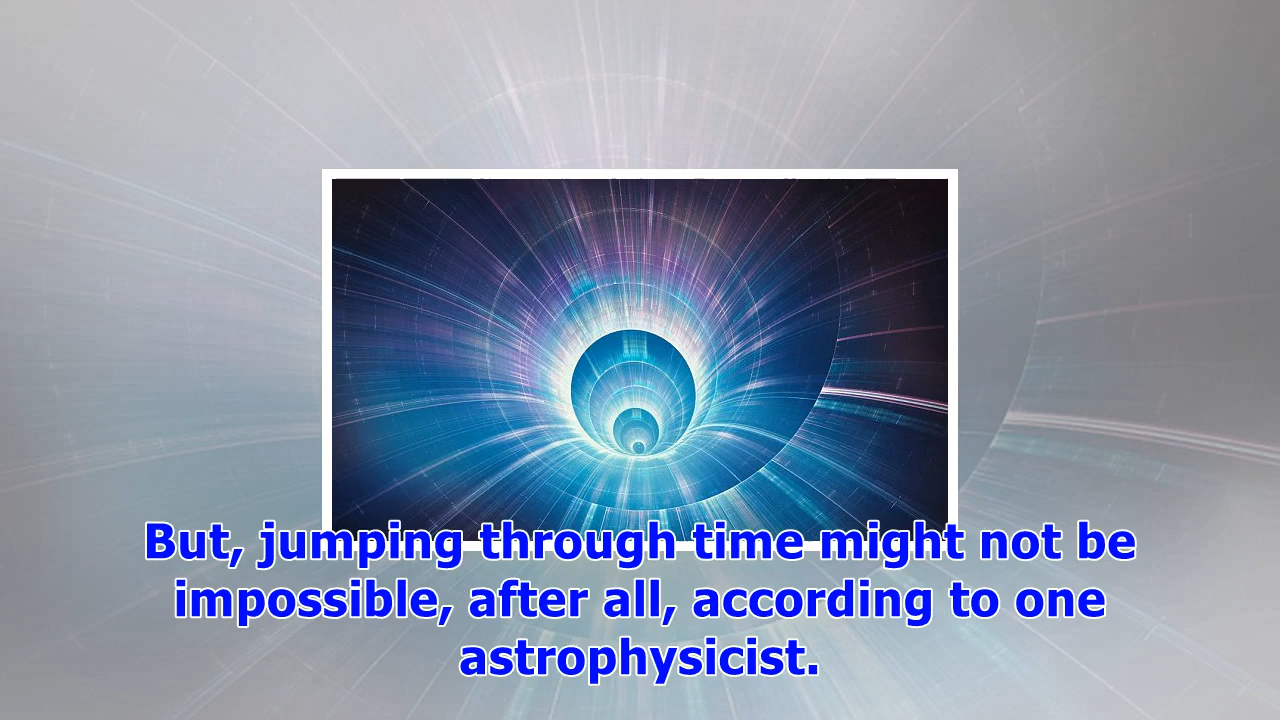 But, jumping through time might not be
impossible, after all, according to one
astrophysicist.